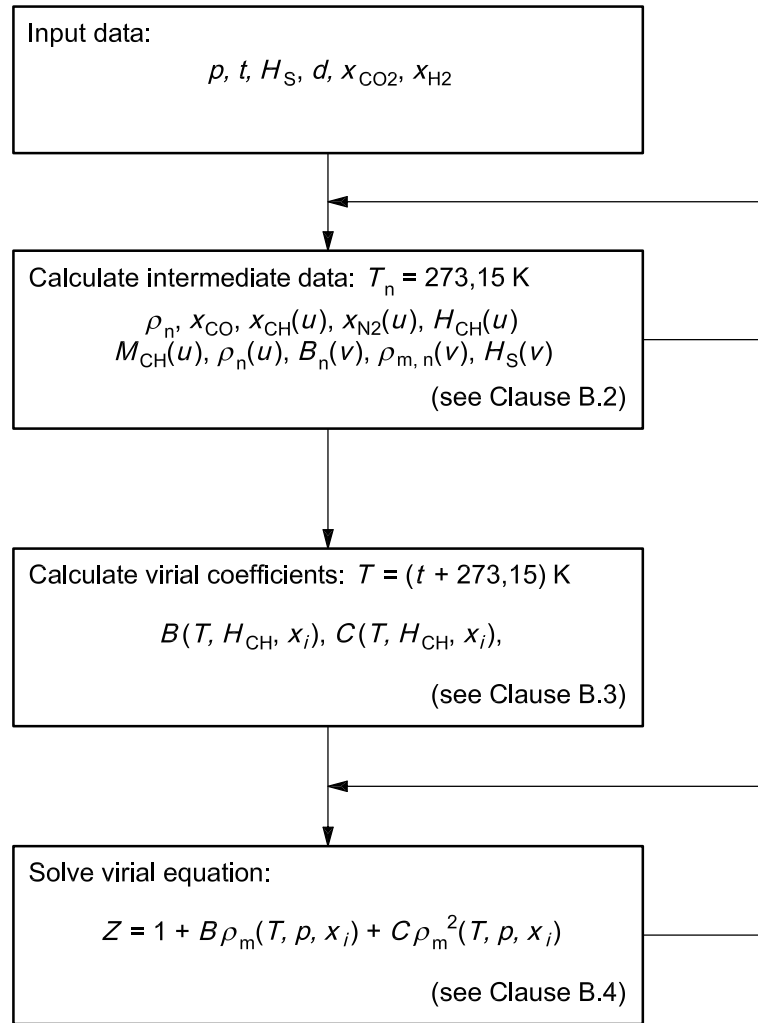 Input data:
p, t, H_S, d, x_CO2, x_H2
Calculate intermediate data: T_n = 273,15 K
ρ_n, x_CO, x_CH(u), x_N2(u), H_CH(u)
M_CH(u), ρ_n(u), B_n(v), ρ_m, n(v), H_S(v)
(see Clause B.2)
Calculate virial coefficients: T = (t + 273,15) K
B(T, H_CH, x_i), C(T, H_CH, x_i),
(see Clause B.3)
Solve virial equation:
Z = 1 + Bρ_m(T, p, x_i) + Cρ_m²(T, p, x_i)
(see Clause B.4)